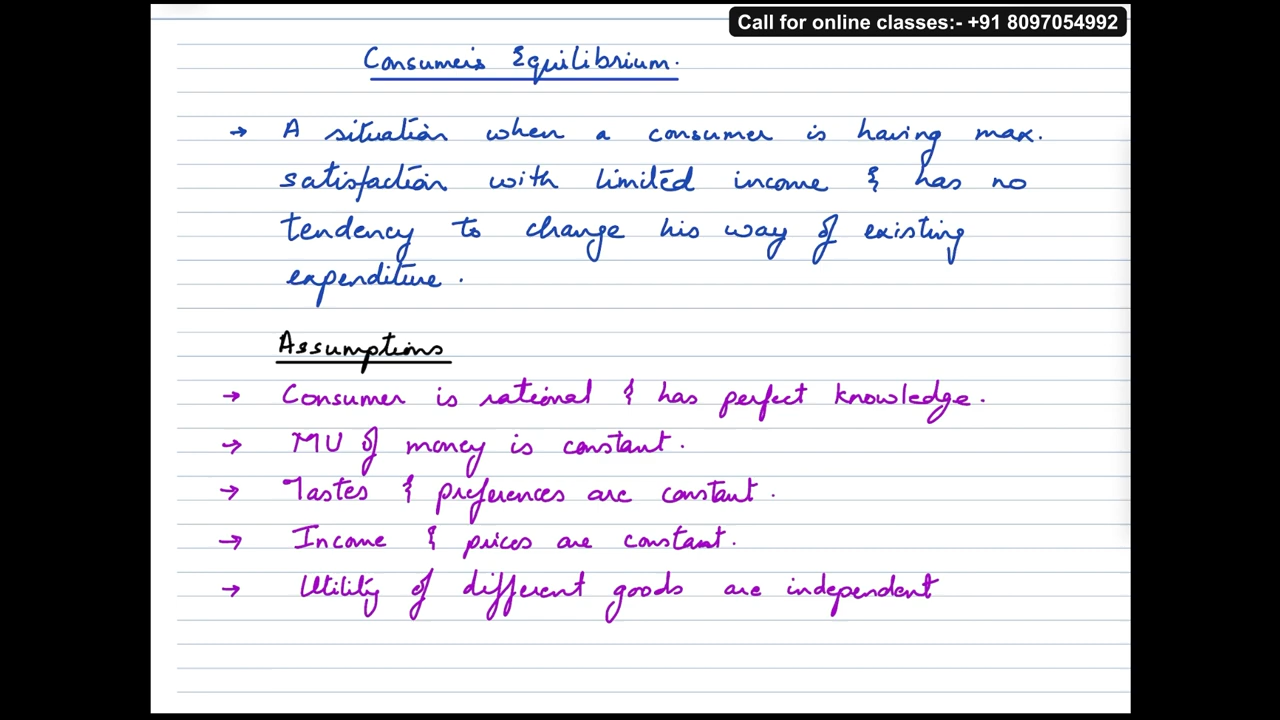 Call for online classes:- +91 8097054992
Consumer's Equilibrium.
→ A situation when a consumer is having max.
satisfaction with limited income & has no
tendency to change his way of existing
expenditure.
Assumptions
→ Consumer is rational & has perfect knowledge.
→ MU of money is constant.
→ Tastes & preferences are constant.
→ Income & prices are constant.
→ Utility of different goods are independent